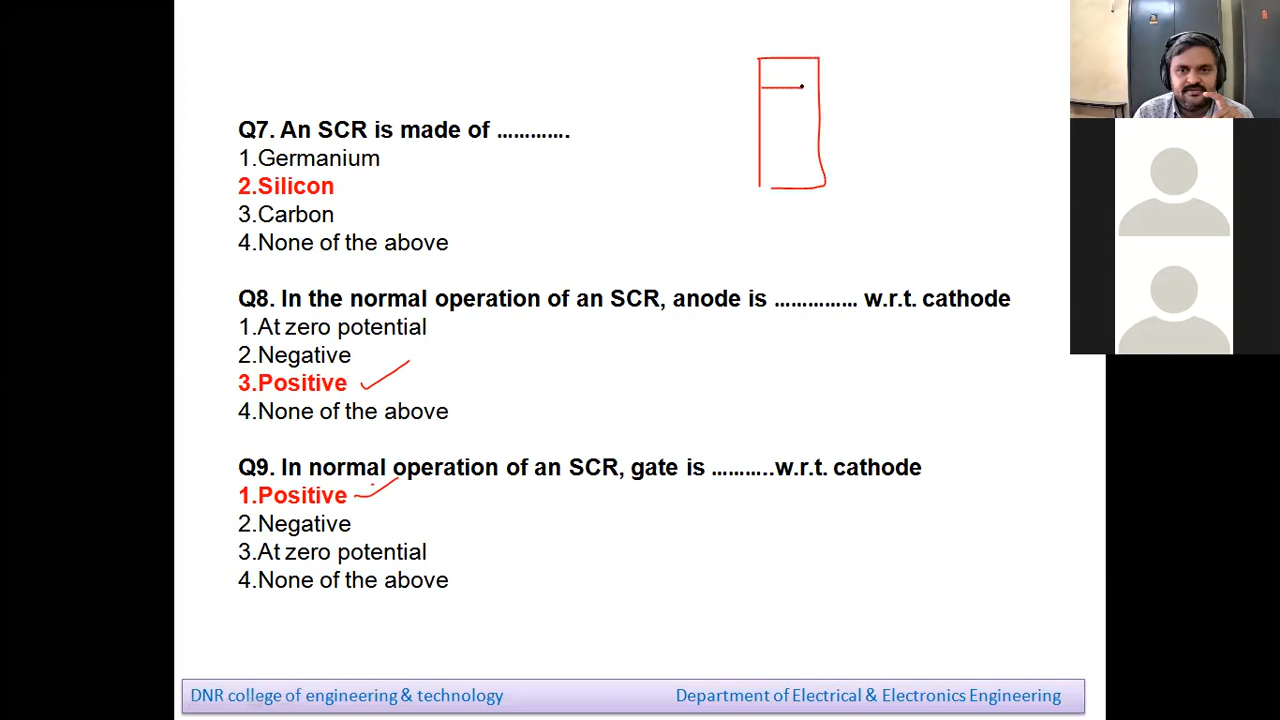 Q7. An SCR is made of ………….
1.Germanium
2.Silicon
3.Carbon
4.None of the above
Q8. In the normal operation of an SCR, anode is …………… w.r.t. cathode
1.At zero potential
2.Negative
3.Positive
4.None of the above
Q9. In normal operation of an SCR, gate is ………..w.r.t. cathode
1.Positive
2.Negative
3.At zero potential
4.None of the above
DNR college of engineering & technology
Department of Electrical & Electronics Engineering